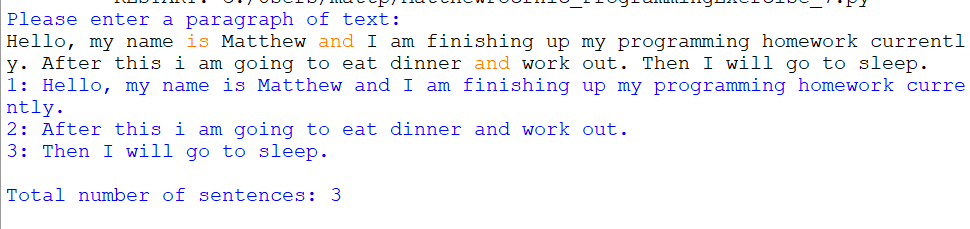 Please enter a paragraph of text:
Hello, my name is Matthew and I am finishing up my programming homework currentl
y. After this i am going to eat dinner and work out. Then I will go to sleep.
1: Hello, my name is Matthew and I am finishing up my programming homework curre
ntly.
2: After this i am going to eat dinner and work out.
3: Then I will go to sleep.
Total number of sentences: 3